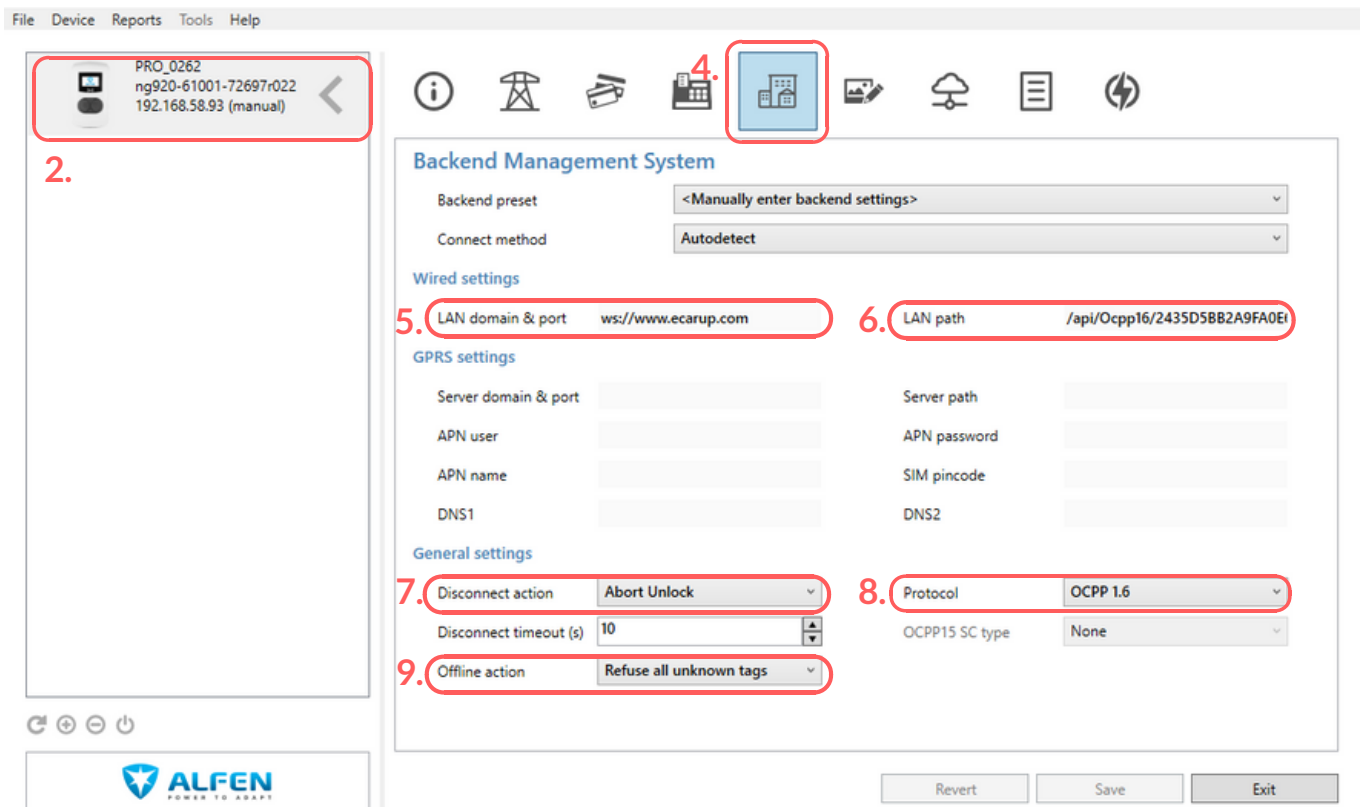 File Device Reports Tools Help
PRO_0262
ng920-61001-72697r022
192.168.58.93 (manual)
2.
4.
Backend Management System
Backend preset <Manually enter backend settings>
Connect method Autodetect
Wired settings
5. LAN domain & port ws://www.ecarup.com 6. LAN path /api/Ocpp16/2435D5BB2A9FA0E
GPRS settings
Server domain & port Server path
APN user APN password
APN name SIM pincode
DNS1 DNS2
General settings
7. Disconnect action Abort Unlock 8. Protocol OCPP 1.6
Disconnect timeout (s) 10 OCPP15 SC type None
9. Offline action Refuse all unknown tags
ALFEN
POWER TO ADAPT
Revert Save Exit